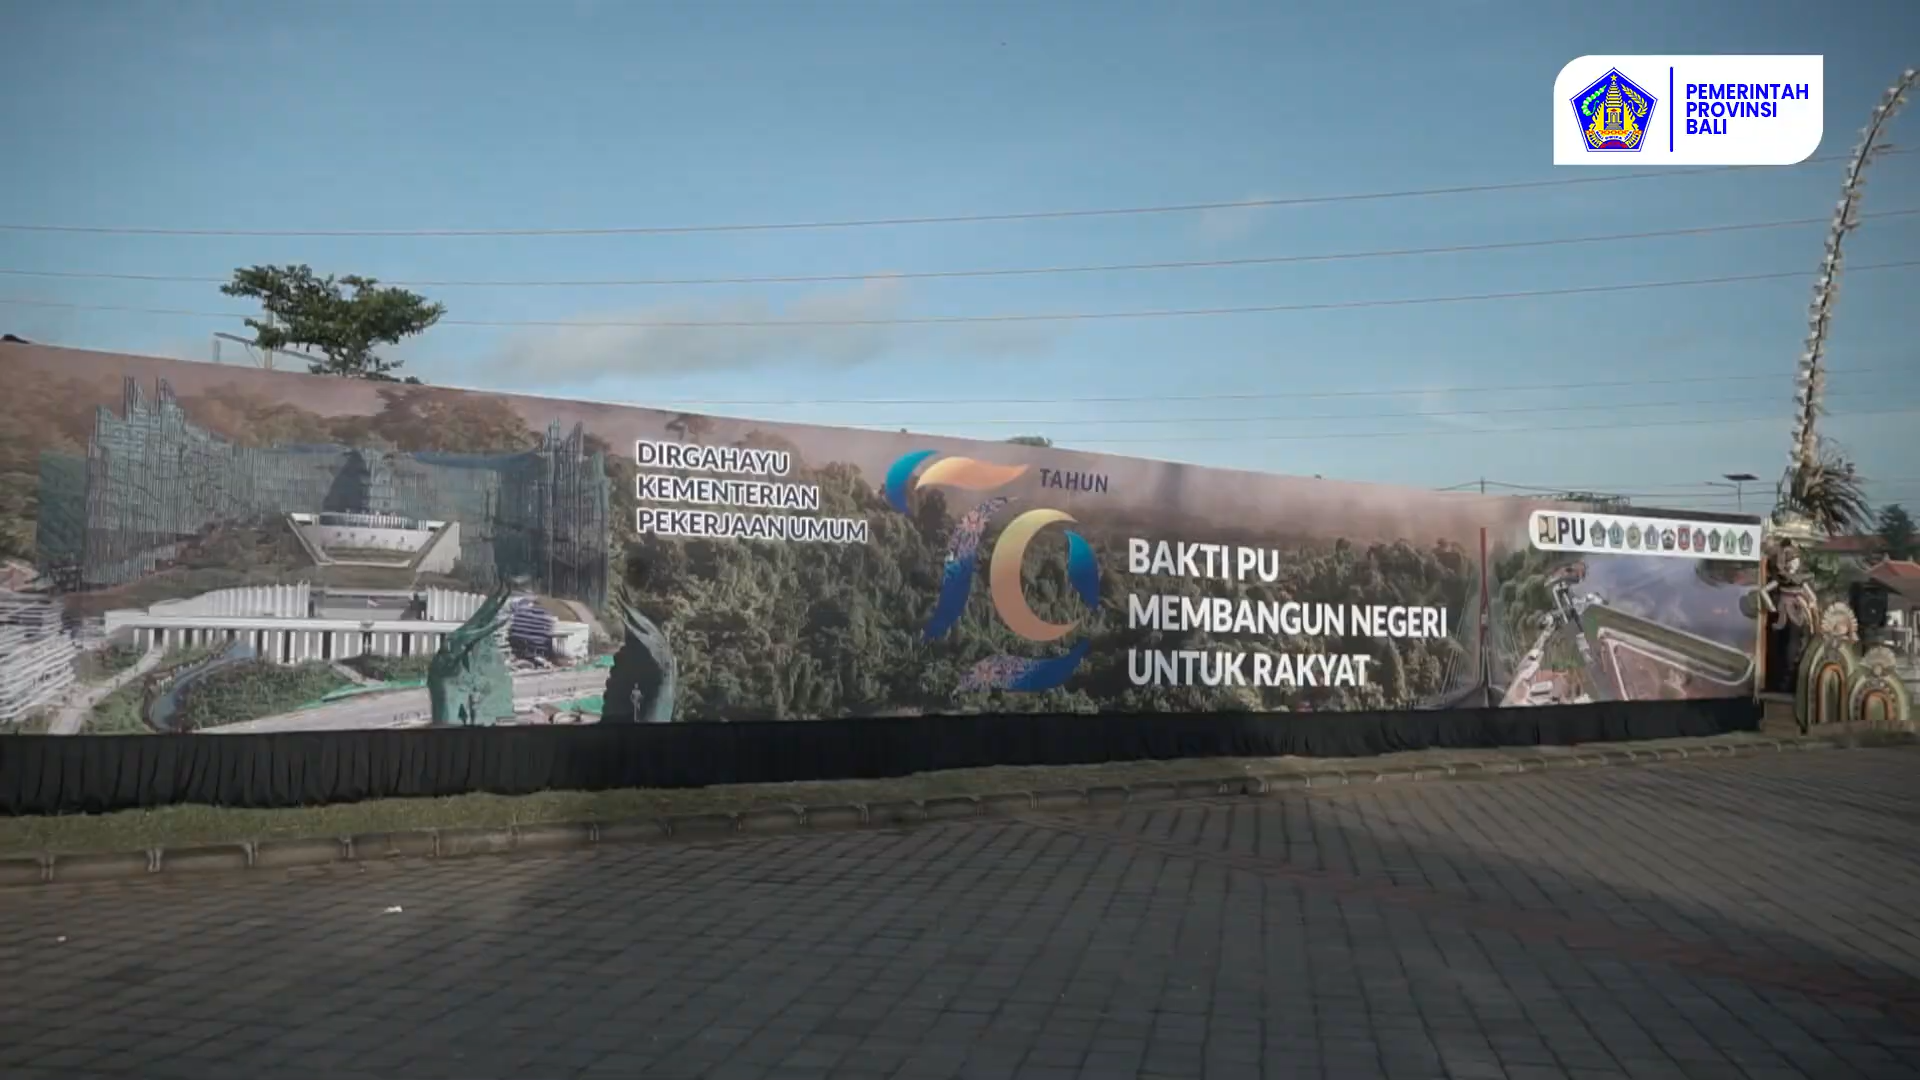 PEMERINTAH
PROVINSI
BALI
DIRGAHAYU
KEMENTERIAN
PEKERJAAN UMUM
TAHUN
BAKTI PU
MEMBANGUN NEGERI
UNTUK RAKYAT
PU